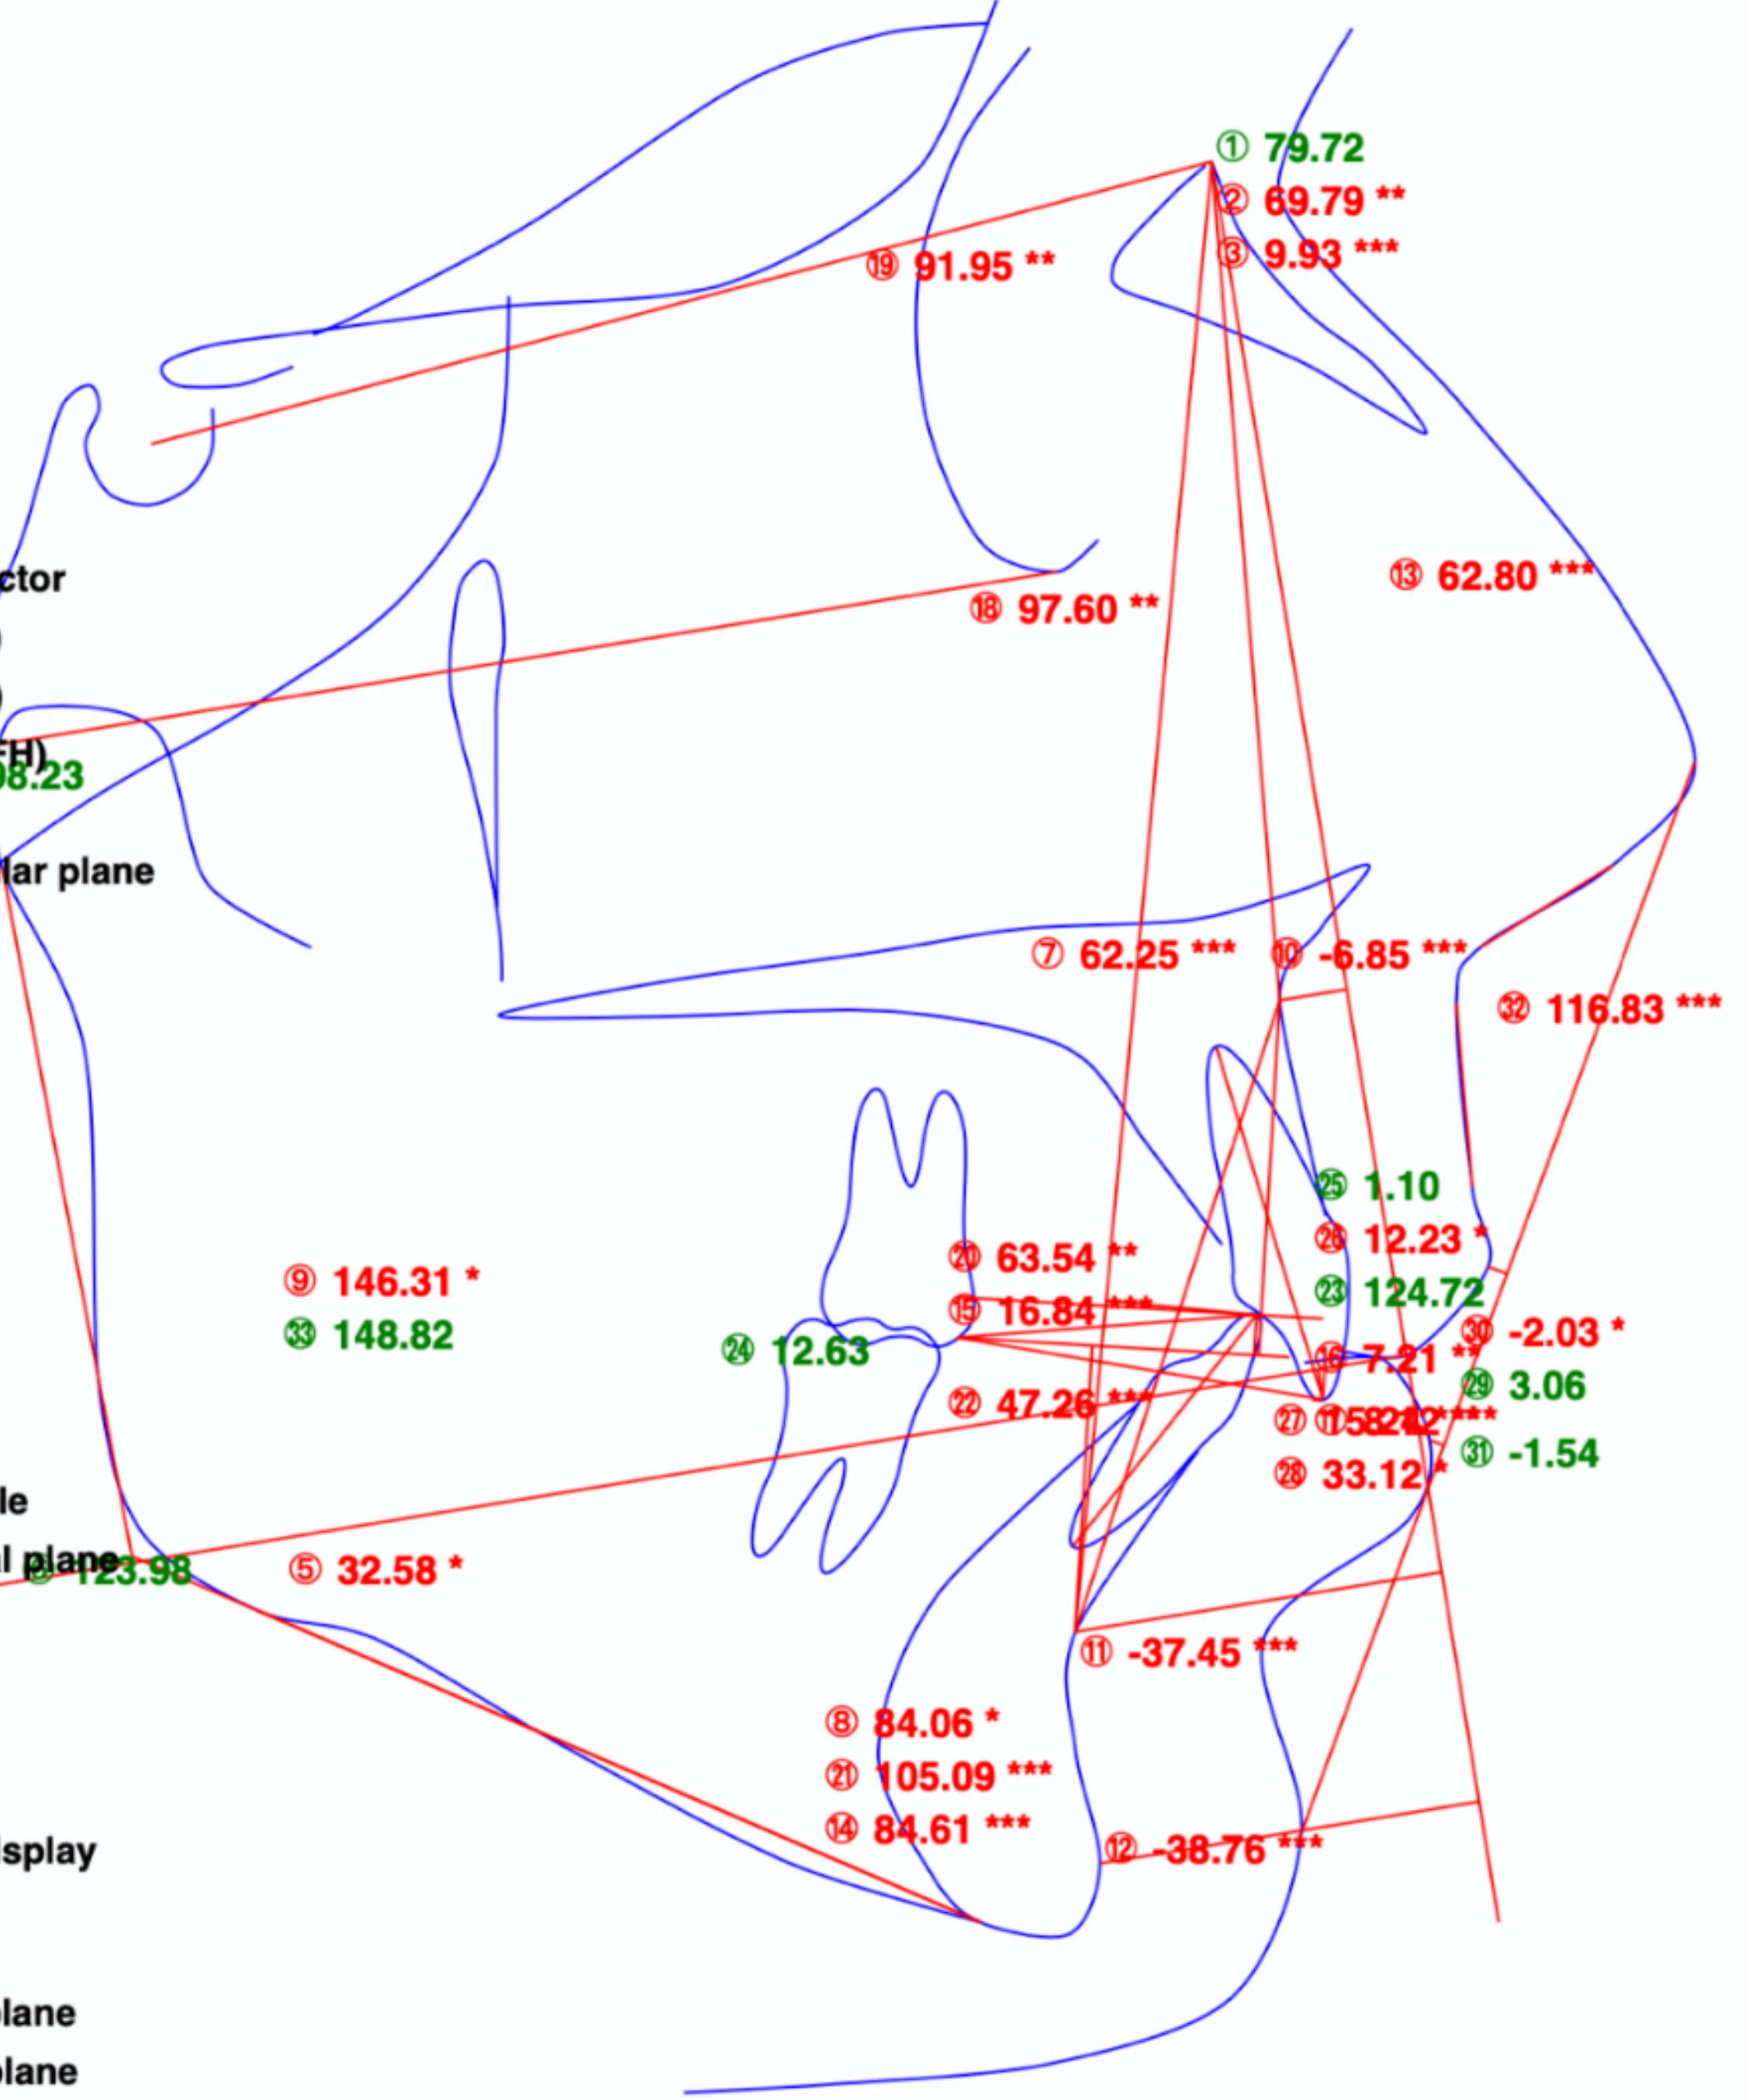 ① 79.72
② 69.79 **
③ 9.93 ***
⑲ 91.95 **
ctor
⑬ 62.80 ***
⑱ 97.60 **
)
)
FH)
08.23
lar plane
⑦ 62.25 ***
⑩ -6.85 ***
㉜ 116.83 ***
㉕ 1.10
㉖ 12.23 *
㉓ 124.72
⑳ 63.54 **
⑮ 16.84 ***
⑨ 146.31 *
㉝ 148.82
㉔ 12.63
㉚ -2.03 *
⑯ 7.21 **
㉙ 3.06
㉒ 47.26 ***
㉗
⑰
㉛ -1.54
㉘ 33.12 *
le
l plane
123.98
⑤ 32.58 *
⑪ -37.45 ***
⑧ 84.06 *
㉑ 105.09 ***
⑭ 84.61 ***
⑫ -38.76 ***
isplay
plane
plane